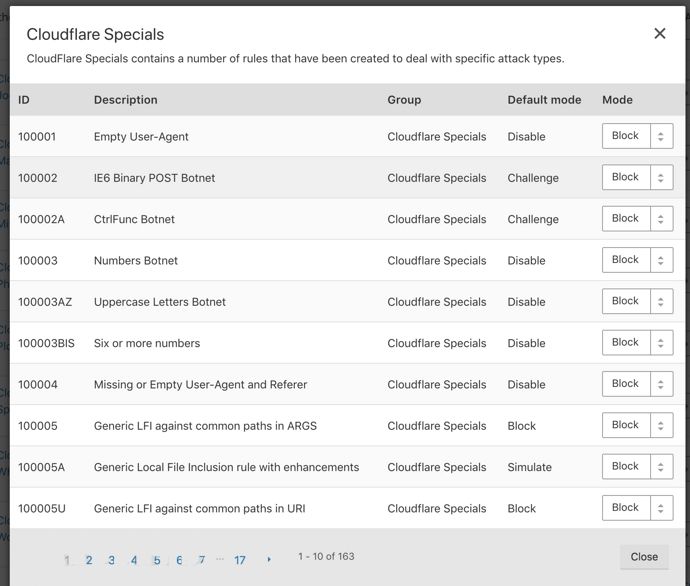 Cloudflare Specials
CloudFlare Specials contains a number of rules that have been created to deal with specific attack types.
ID Description Group Default mode Mode
100001 Empty User-Agent Cloudflare Specials Disable Block
100002 IE6 Binary POST Botnet Cloudflare Specials Challenge Block
100002A CtrlFunc Botnet Cloudflare Specials Challenge Block
100003 Numbers Botnet Cloudflare Specials Disable Block
100003AZ Uppercase Letters Botnet Cloudflare Specials Disable Block
100003BIS Six or more numbers Cloudflare Specials Disable Block
100004 Missing or Empty User-Agent and Referer Cloudflare Specials Disable Block
100005 Generic LFI against common paths in ARGS Cloudflare Specials Block Block
100005A Generic Local File Inclusion rule with enhancements Cloudflare Specials Simulate Block
100005U Generic LFI against common paths in URI Cloudflare Specials Block Block
1 2 3 4 5 6 7 ... 17 1 - 10 of 163 Close